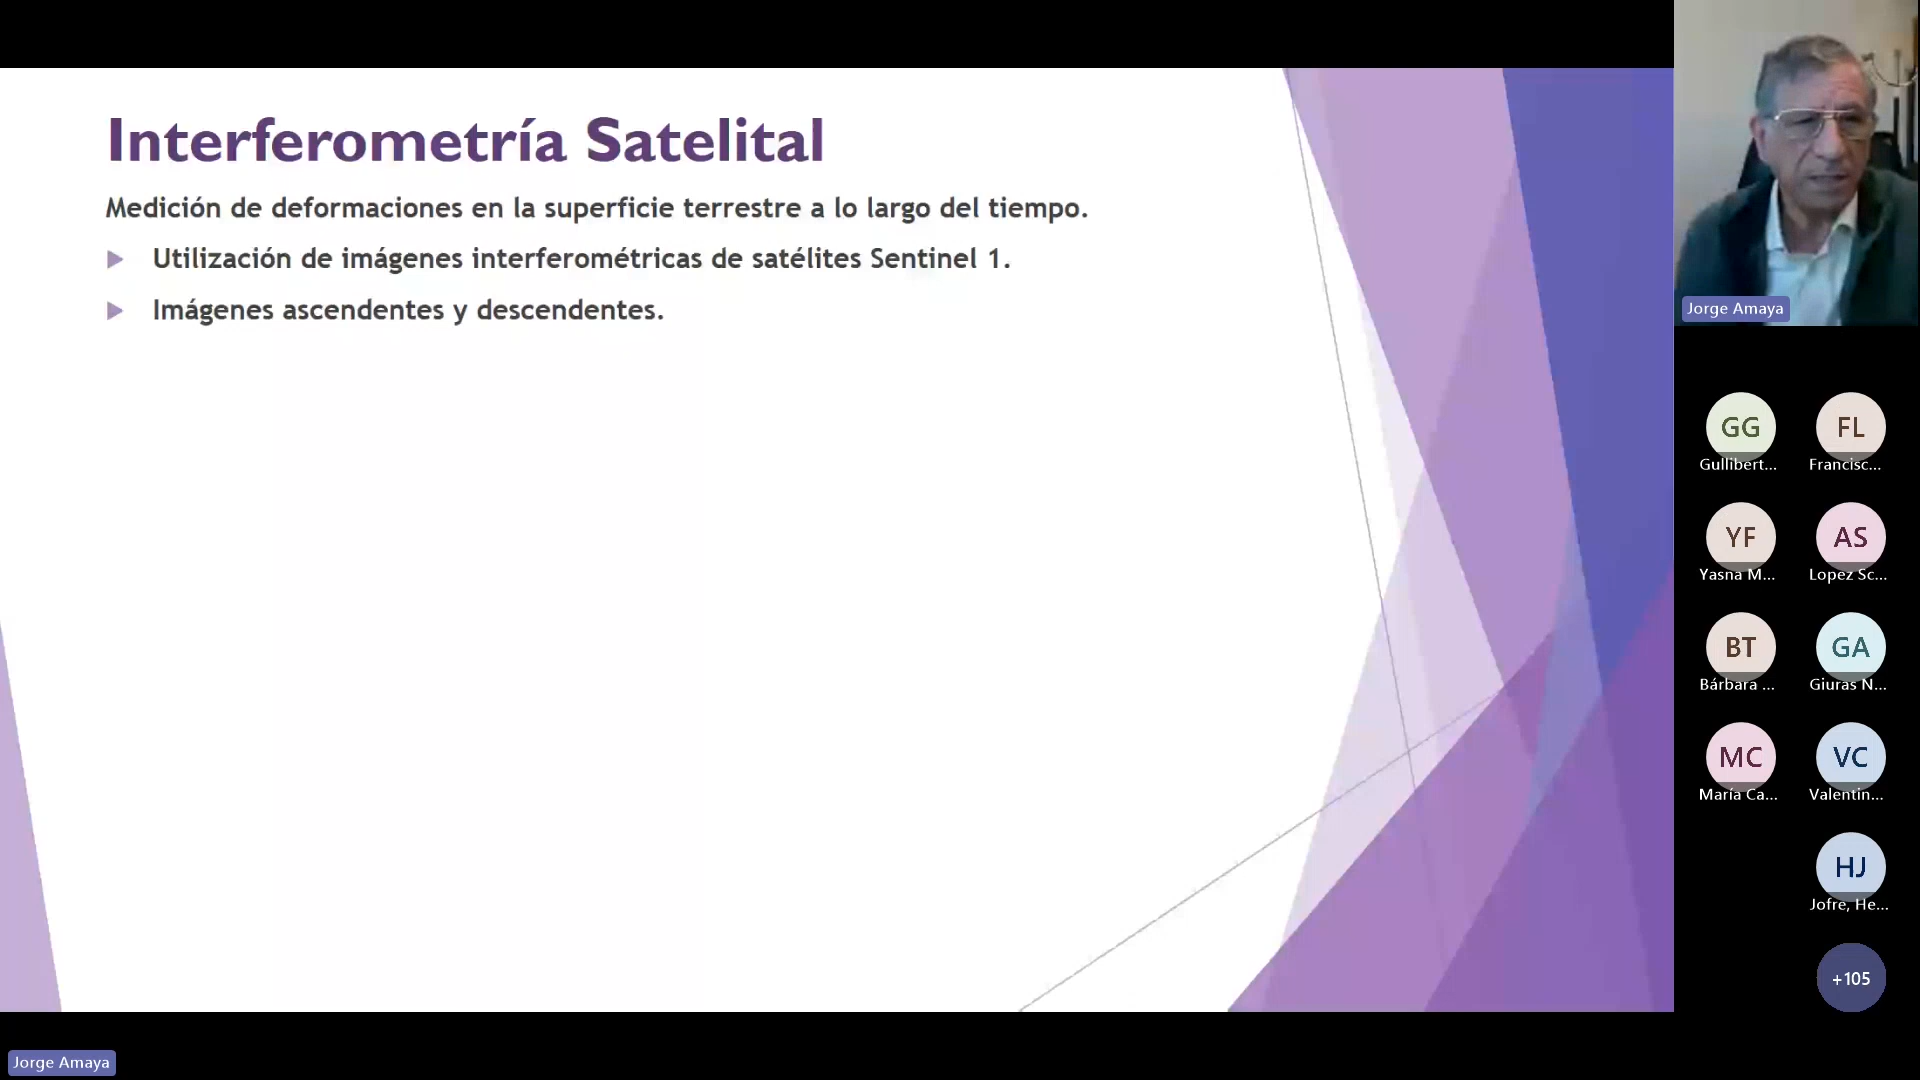 Interferometría Satelital
Medición de deformaciones en la superficie terrestre a lo largo del tiempo.
Utilización de imágenes interferométricas de satélites Sentinel 1.
Imágenes ascendentes y descendentes.
Jorge Amaya
GG
Gullibert...
FL
Francisc...
YF
Yasna M...
AS
Lopez Sc...
BT
Bárbara ...
GA
Giuras N...
MC
María Ca...
VC
Valentin...
HJ
Jofre, He...
+105
Jorge Amaya